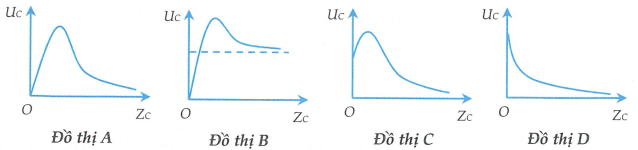 Uc
Uc
Uc
Uc
O
Zc
O
Zc
O
Zc
O
Zc
Đồ thị A
Đồ thị B
Đồ thị C
Đồ thị D